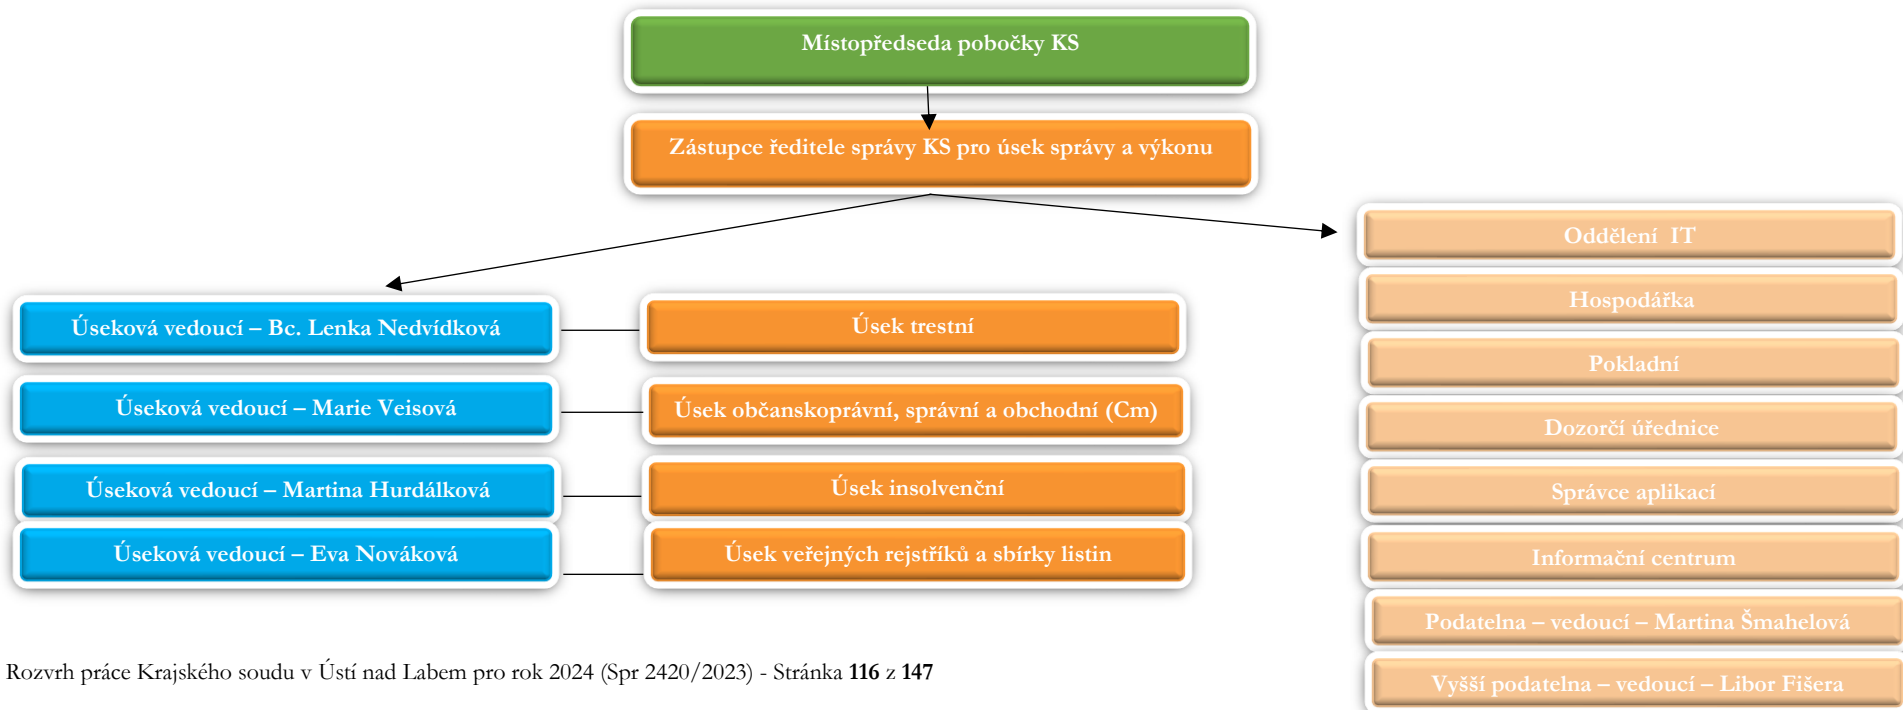 Místopředseda pobočky KS
Zástupce ředitele správy KS pro úsek správy a výkonu
Úseková vedoucí – Bc. Lenka Nedvídková
Úsek trestní
Úseková vedoucí – Marie Veisová
Úsek občanskoprávní, správní a obchodní (Cm)
Úseková vedoucí – Martina Hurdálková
Úsek insolvenční
Úseková vedoucí – Eva Nováková
Úsek veřejných rejstříků a sbírky listin
Oddělení IT
Hospodářka
Pokladní
Dozorčí úřednice
Správce aplikací
Informační centrum
Podatelna – vedoucí – Martina Šmahelová
Vyšší podatelna – vedoucí – Libor Fišera
Rozvrh práce Krajského soudu v Ústí nad Labem pro rok 2024 (Spr 2420/2023) - Stránka 116 z 147